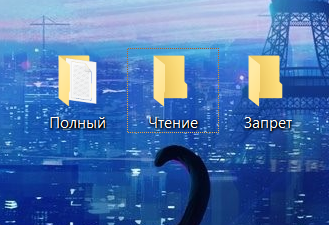 Полный
Чтение
Запрет